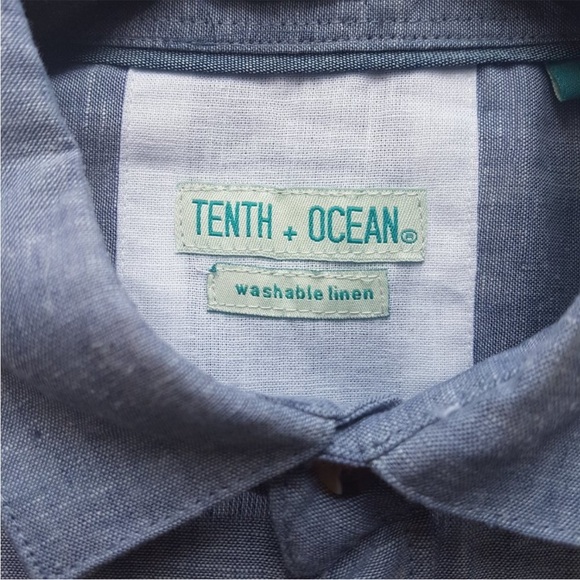 TENTH + OCEAN®
washable linen